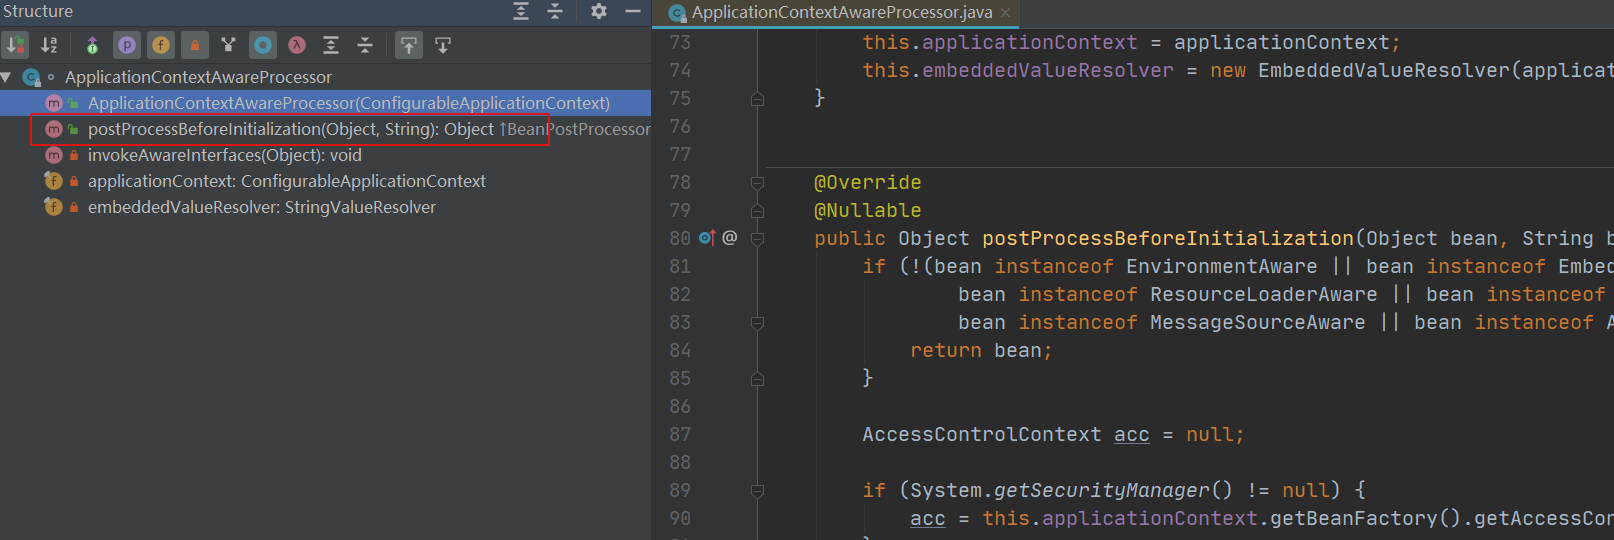 Structure
ApplicationContextAwareProcessor
ApplicationContextAwareProcessor(ConfigurableApplicationContext)
postProcessBeforeInitialization(Object, String): Object ↑BeanPostProcessor
invokeAwareInterfaces(Object): void
applicationContext: ConfigurableApplicationContext
embeddedValueResolver: StringValueResolver
ApplicationContextAwareProcessor.java
73 this.applicationContext = applicationContext;
74 this.embeddedValueResolver = new EmbeddedValueResolver(applicat
75 }
76
77
78 @Override
79 @Nullable
80 @ public Object postProcessBeforeInitialization(Object bean, String b
81 if (!(bean instanceof EnvironmentAware || bean instanceof Embed
82 bean instanceof ResourceLoaderAware || bean instanceof
83 bean instanceof MessageSourceAware || bean instanceof A
84 return bean;
85 }
86
87 AccessControlContext acc = null;
88
89 if (System.getSecurityManager() != null) {
90 acc = this.applicationContext.getBeanFactory().getAccessCon